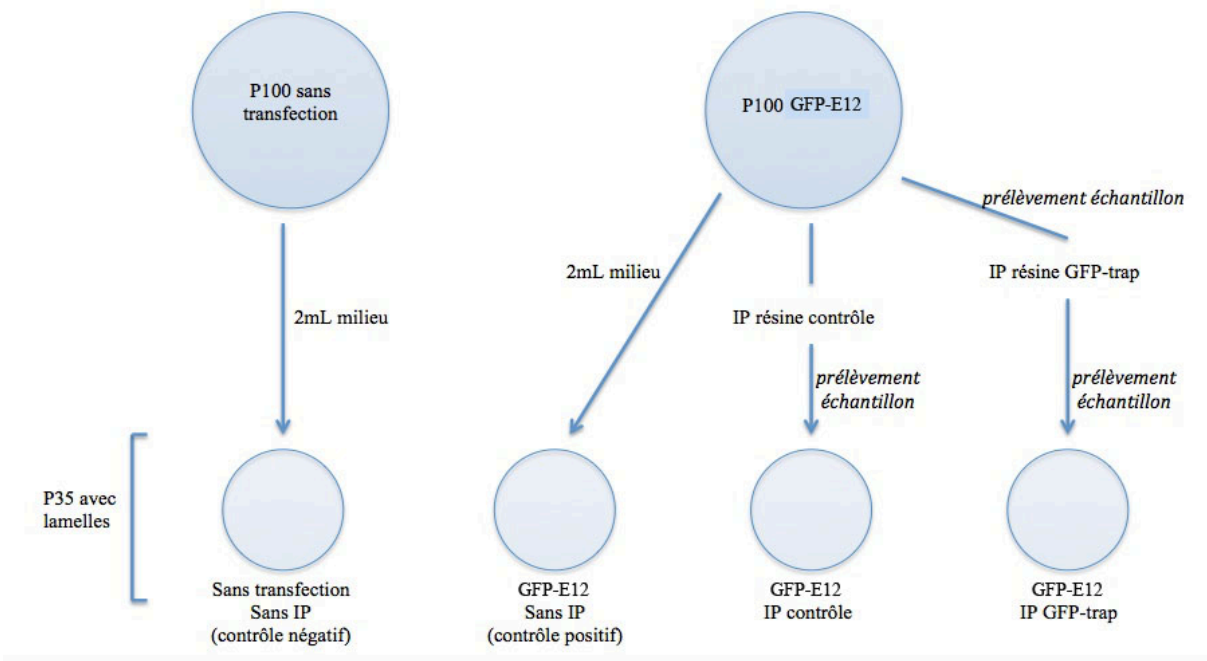 P100 sans
transfection
P100 GFP-E12
prélèvement échantillon
2mL milieu
IP résine GFP-trap
2mL milieu
IP résine contrôle
prélèvement
échantillon
prélèvement
échantillon
P35 avec
lamelles
Sans transfection
Sans IP
(contrôle négatif)
GFP-E12
Sans IP
(contrôle positif)
GFP-E12
IP contrôle
GFP-E12
IP GFP-trap